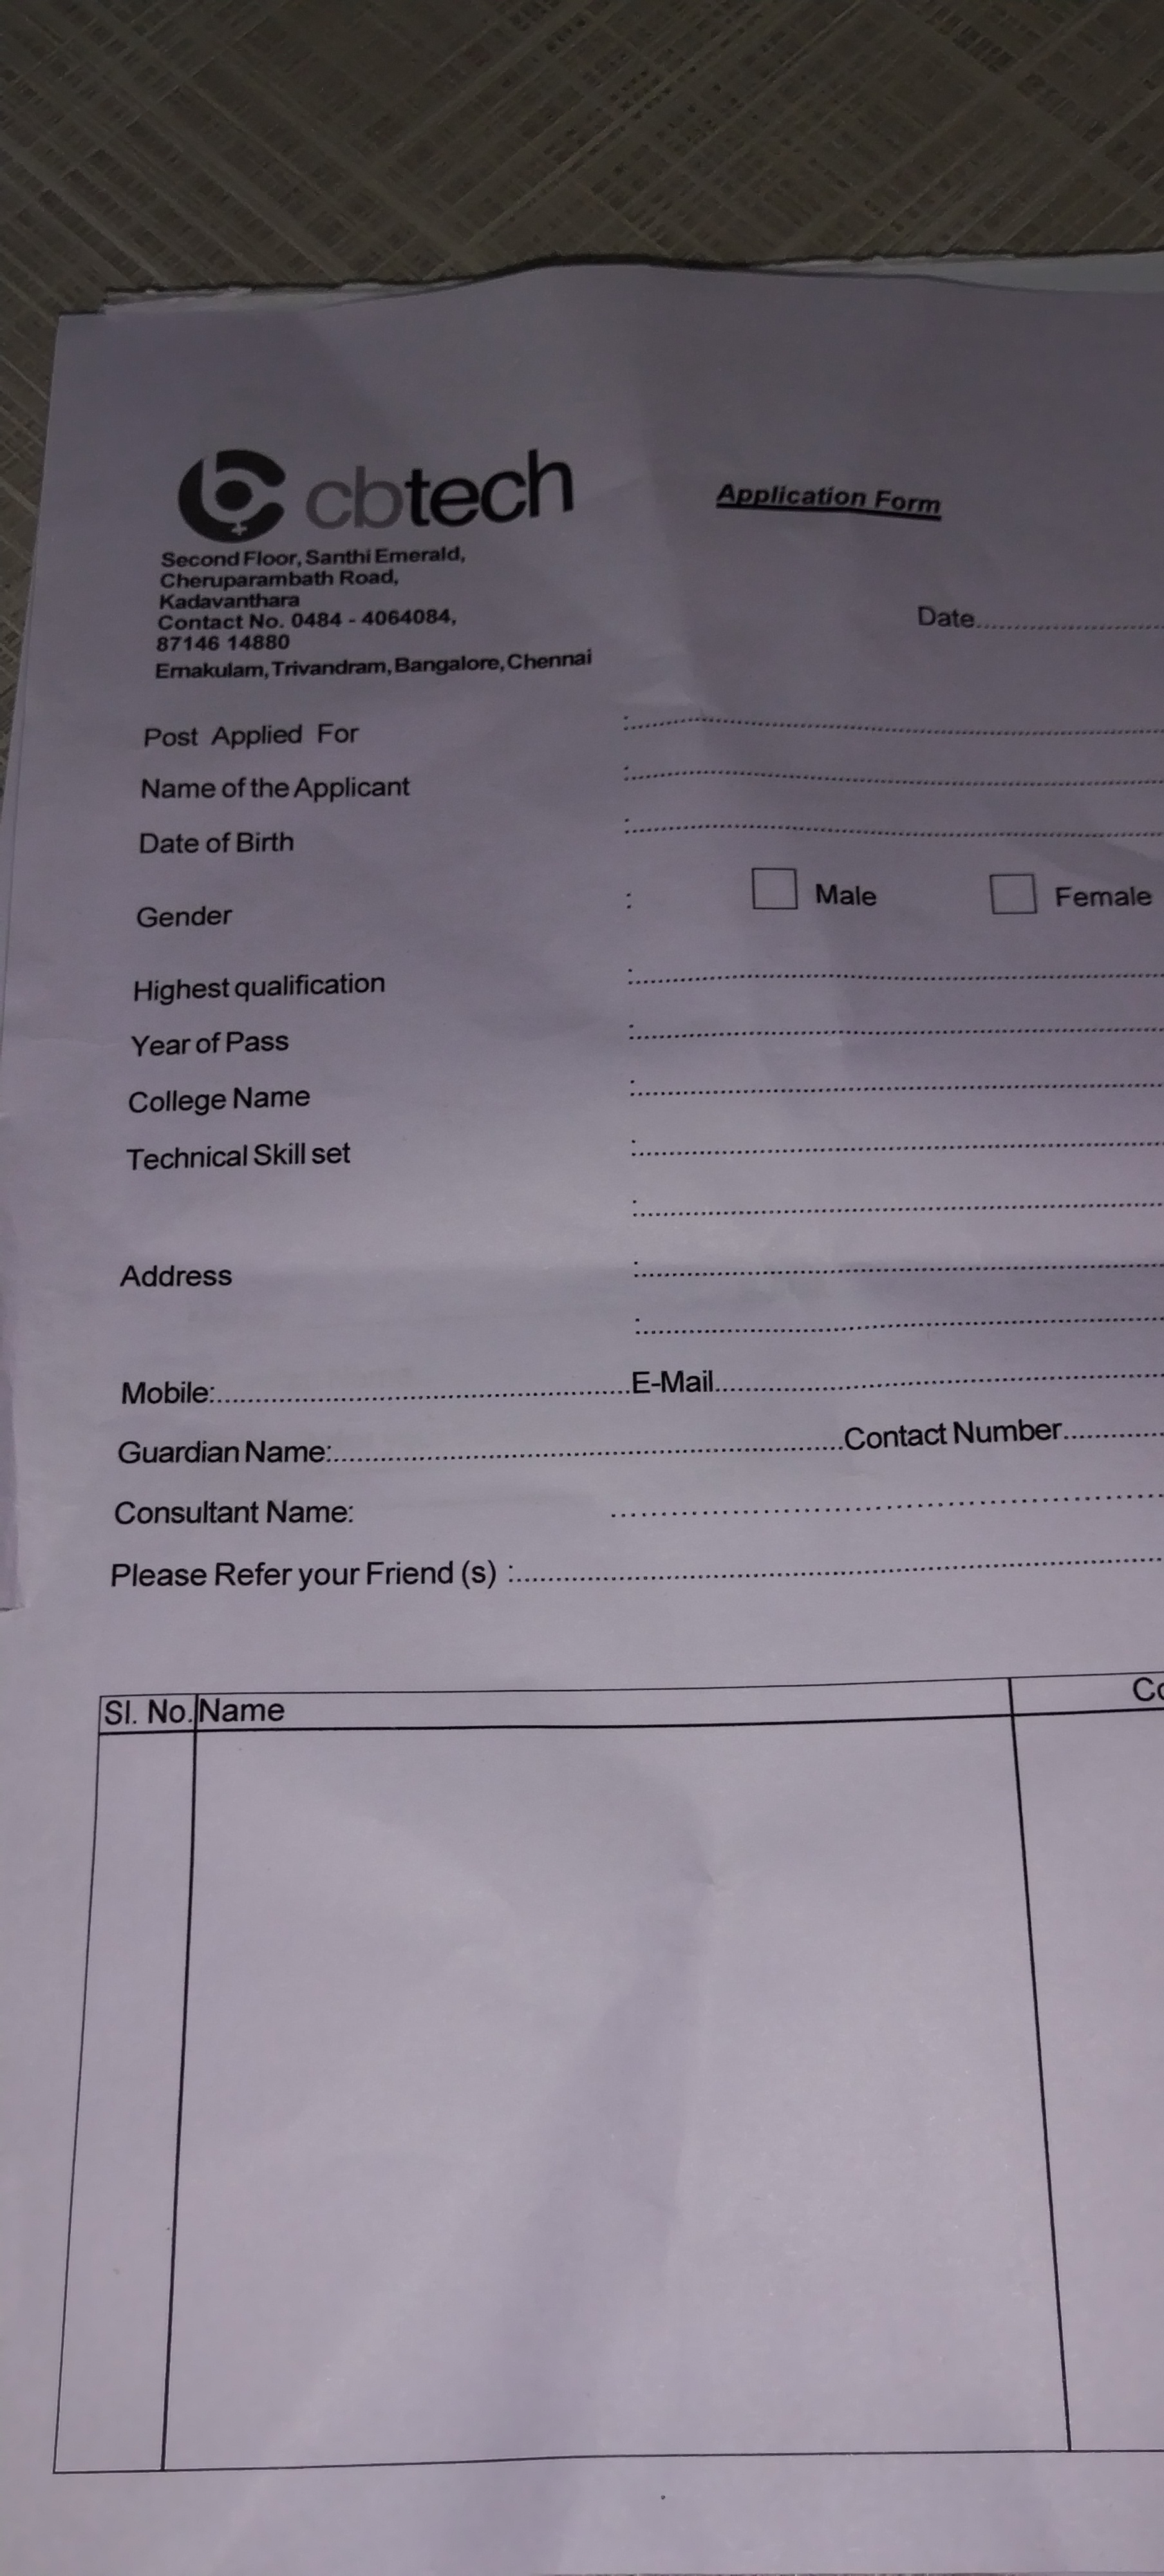 cbtech
Application Form
Second Floor, Santhi Emerald,
Cheruparambath Road,
Kadavanthara
Contact No. 0484 - 4064084,
87146 14880
Ernakulam, Trivandram, Bangalore, Chennai
Date
Post Applied For :
Name of the Applicant :
Date of Birth :
Gender : Male Female
Highest qualification :
Year of Pass :
College Name :
Technical Skill set :
:
Address :
:
Mobile: E-Mail
Guardian Name: Contact Number
Consultant Name:
Please Refer your Friend (s) :
Sl. No. Name